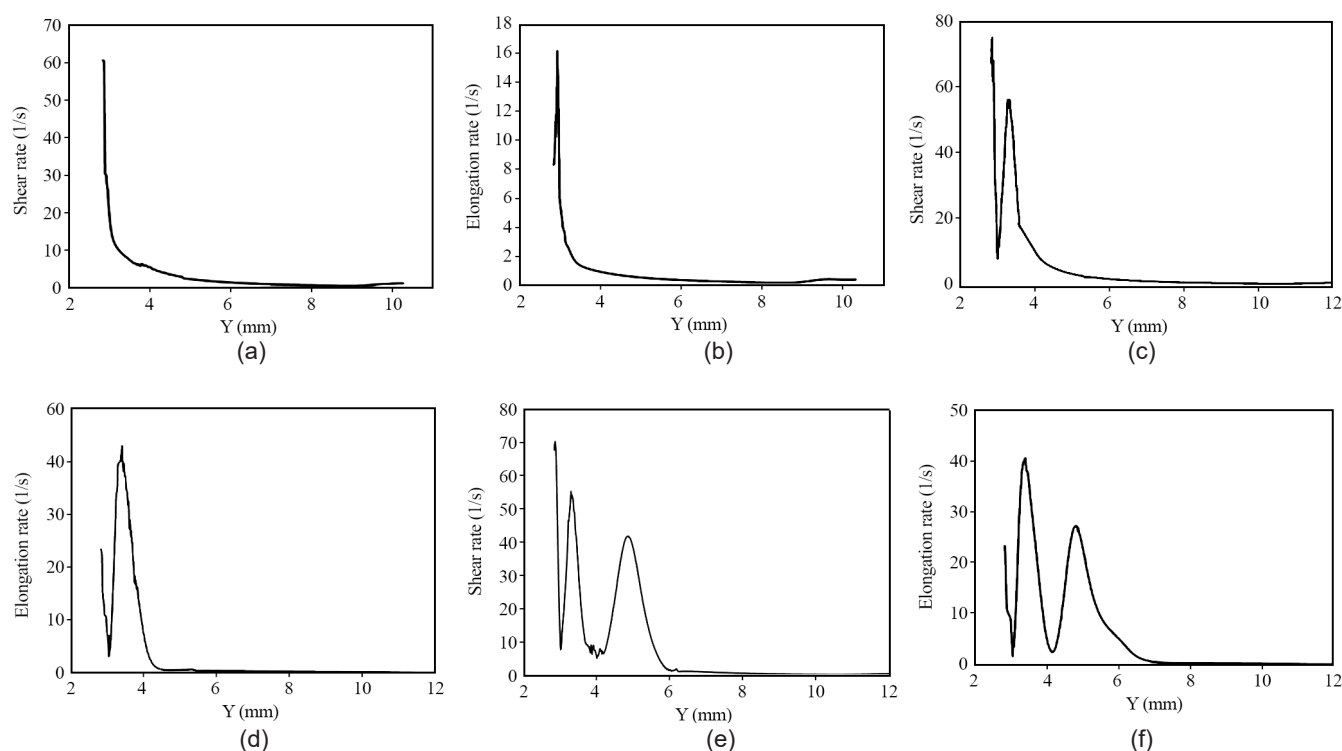 Shear rate (1/s)
70
60
50
40
30
20
10
0
2 4 6 8 10
Y (mm)
(a)
Elongation rate (1/s)
18
16
14
12
10
8
6
4
2
0
2 4 6 8 10
Y (mm)
(b)
Shear rate (1/s)
80
60
40
20
0
2 4 6 8 10 12
Y (mm)
(c)
Elongation rate (1/s)
60
50
40
30
20
10
0
2 4 6 8 10 12
Y (mm)
(d)
Shear rate (1/s)
80
70
60
50
40
30
20
10
0
2 4 6 8 10 12
Y (mm)
(e)
Elongation rate (1/s)
50
40
30
20
10
0
2 4 6 8 10 12
Y (mm)
(f)